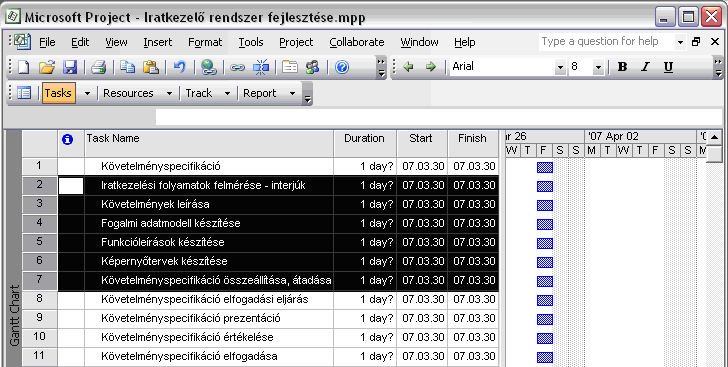 Microsoft Project - Iratkezelő rendszer fejlesztése.mpp
File Edit View Insert Format Tools Project Collaborate Window Help Type a question for help
Arial 8 B I U
Tasks Resources Track Report
Task Name Duration Start Finish ar 26 '07 Apr 02 '0
W T F S S M T W T F S S M
1 Követelményspecifikáció 1 day? 07.03.30 07.03.30
2 Iratkezelési folyamatok felmérése - interjúk 1 day? 07.03.30 07.03.30
3 Követelmények leírása 1 day? 07.03.30 07.03.30
4 Fogalmi adatmodell készítése 1 day? 07.03.30 07.03.30
5 Funkcióleírások készítése 1 day? 07.03.30 07.03.30
6 Képernyőtervek készítése 1 day? 07.03.30 07.03.30
7 Követelményspecifikáció összeállítása, átadása 1 day? 07.03.30 07.03.30
8 Követelményspecifikáció elfogadási eljárás 1 day? 07.03.30 07.03.30
9 Követelményspecifikáció prezentáció 1 day? 07.03.30 07.03.30
10 Követelményspecifikáció értékelése 1 day? 07.03.30 07.03.30
11 Követelményspecifikáció elfogadása 1 day? 07.03.30 07.03.30
Gantt Chart